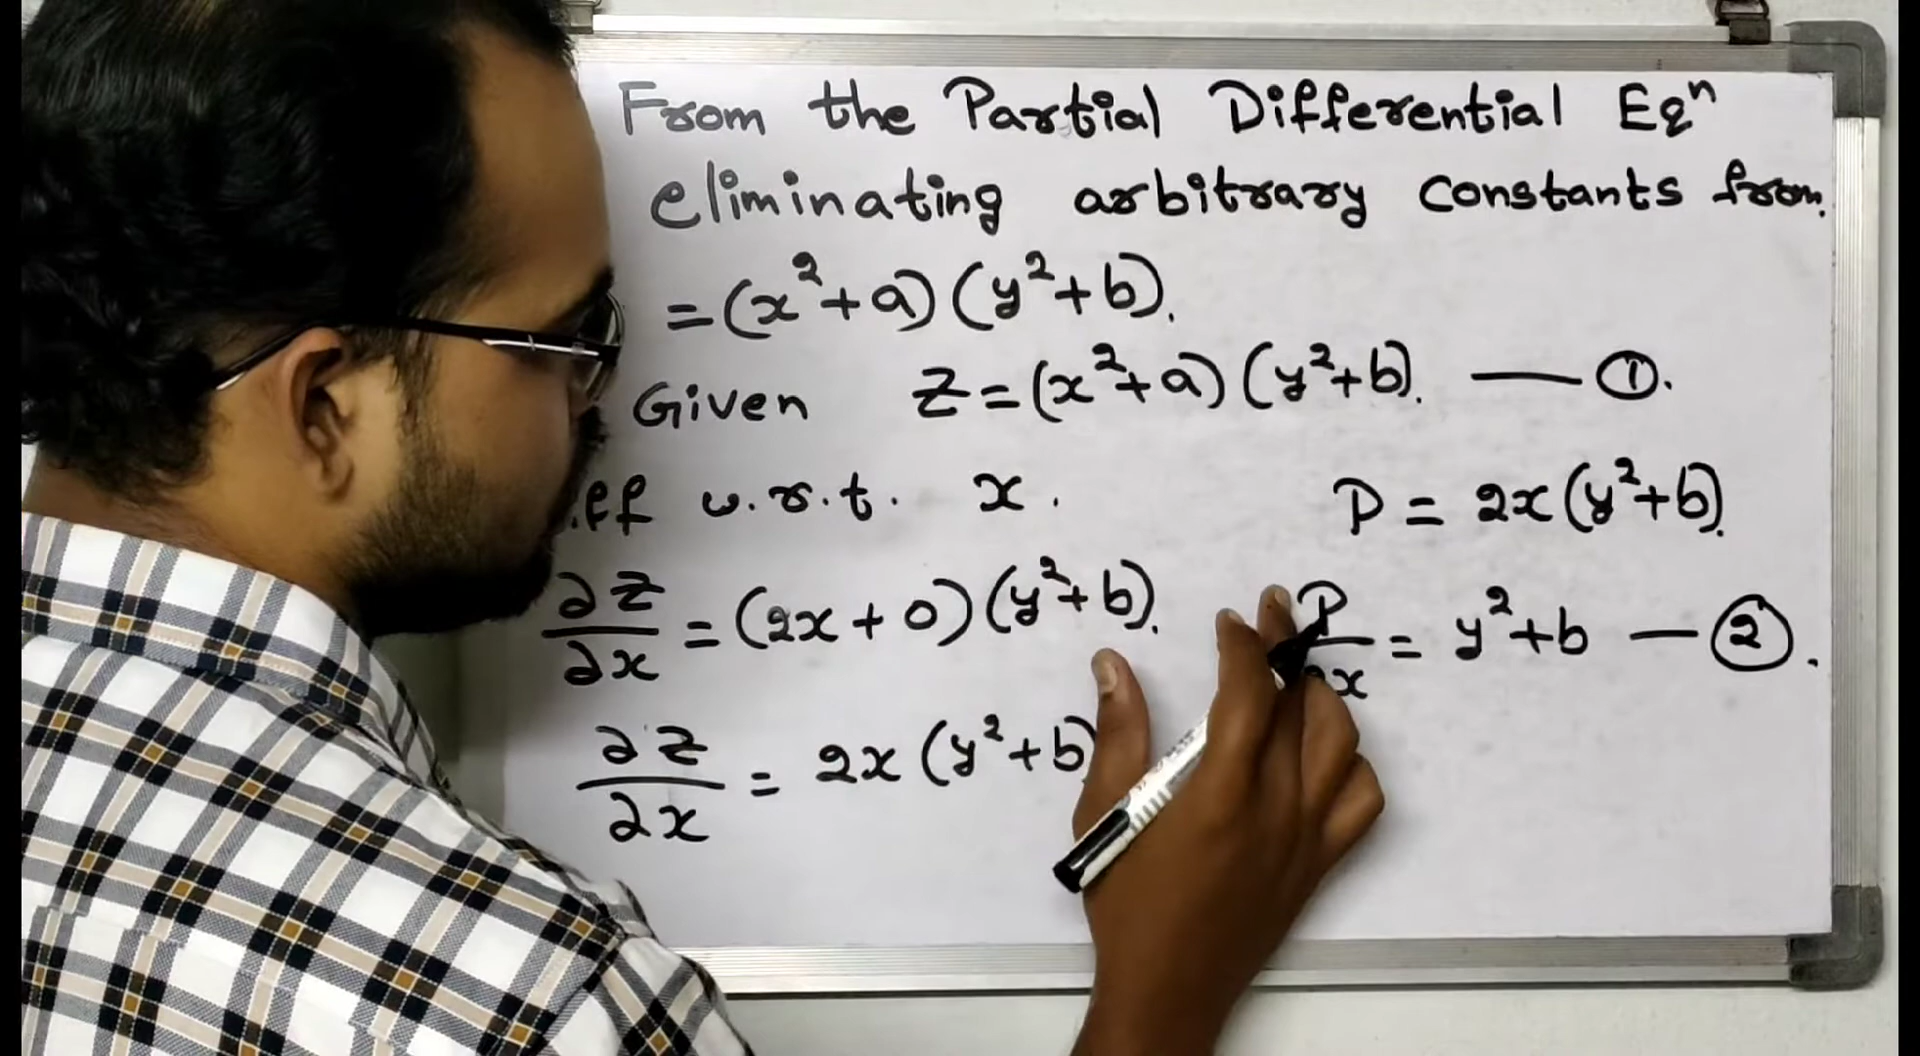 From the Partial Differential Eqⁿ
eliminating arbitrary constants from.
= (x² + a) (y² + b).
Given Z = (x² + a) (y² + b). — ①.
w.r.t. x.
P = 2x (y² + b).
∂z/∂x = (2x + 0) (y² + b).
P/2x = y² + b — ②.
∂z/∂x = 2x (y² + b)